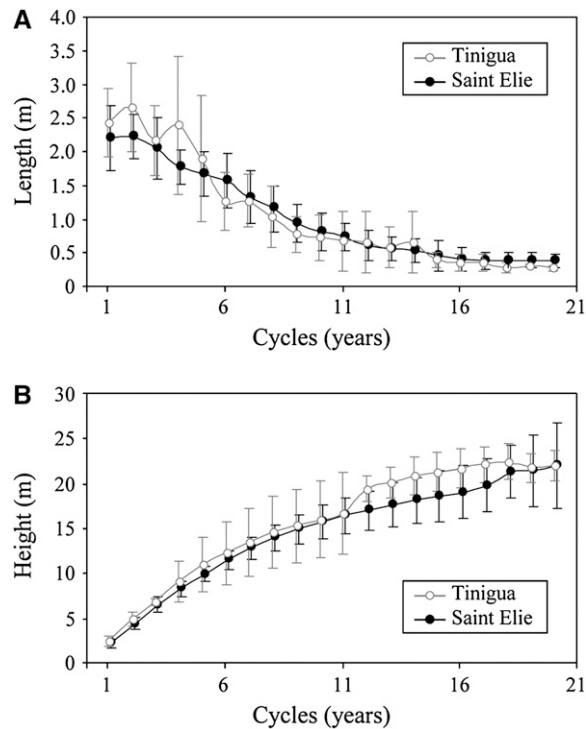 A
4.0
3.5
3.0
2.5
2.0
1.5
1.0
0.5
0
Length (m)
Tinigua
Saint Elie
1 6 11 16 21
Cycles (years)
B
30
25
20
15
10
5
0
Height (m)
Tinigua
Saint Elie
1 6 11 16 21
Cycles (years)